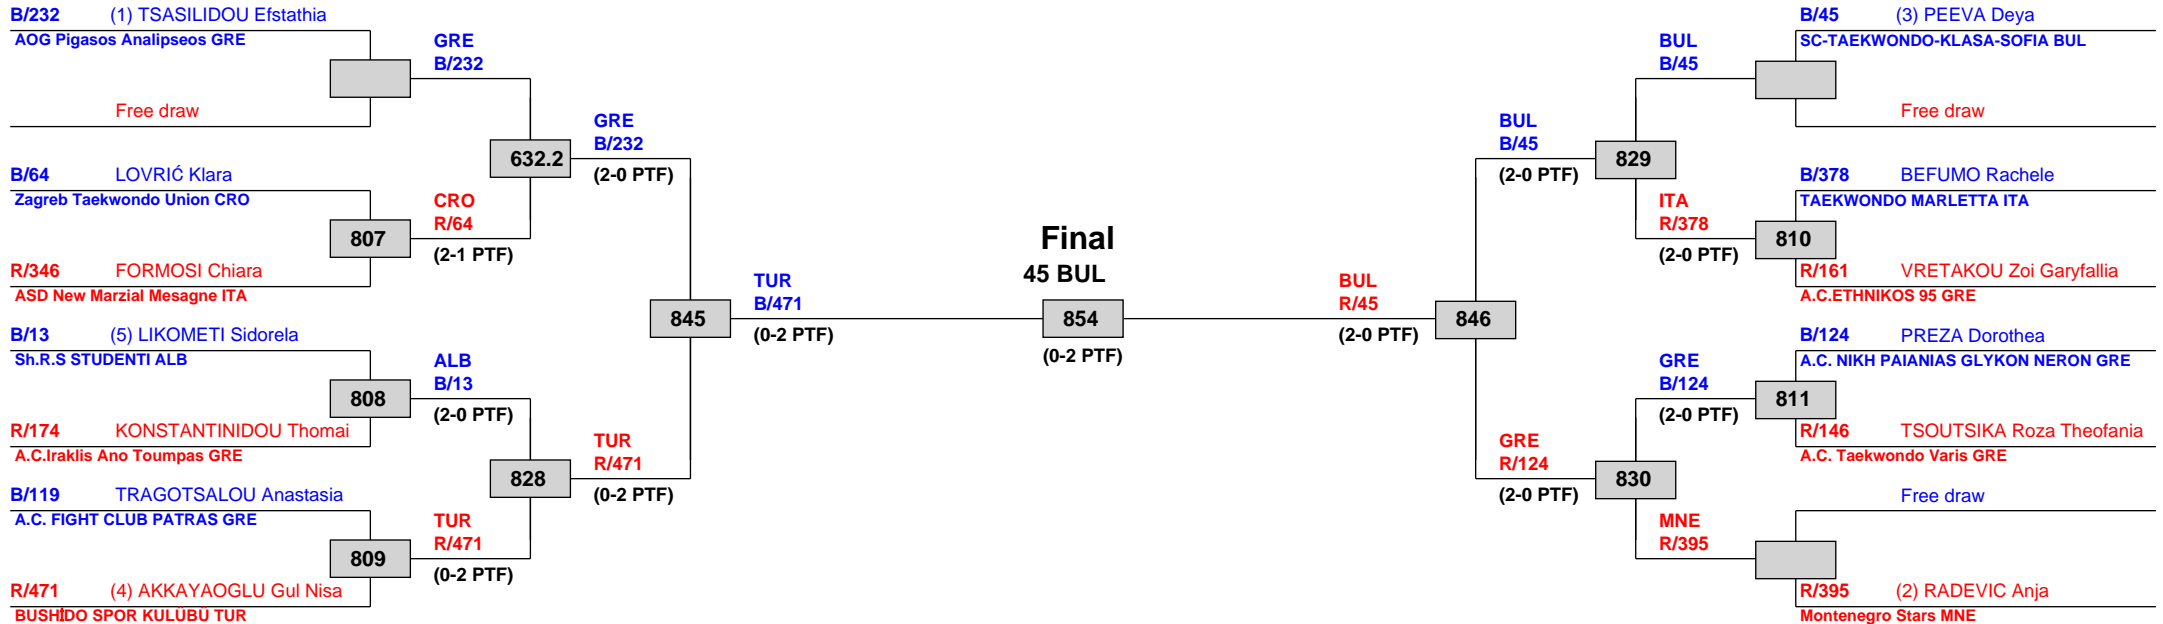 B/232 (1) TSASILIDOU Efstathia
AOG Pigasos Analipseos GRE
Free draw
B/64 LOVRIĆ Klara
Zagreb Taekwondo Union CRO
R/346 FORMOSI Chiara
ASD New Marzial Mesagne ITA
B/13 (5) LIKOMETI Sidorela
Sh.R.S STUDENTI ALB
R/174 KONSTANTINIDOU Thomai
A.C.Iraklis Ano Toumpas GRE
B/119 TRAGOTSALOU Anastasia
A.C. FIGHT CLUB PATRAS GRE
R/471 (4) AKKAYAOGLU Gul Nisa
BUSHİDO SPOR KULÜBÜ TUR
807
808
809
GRE
B/232
CRO
R/64
(2-1 PTF)
ALB
B/13
(2-0 PTF)
TUR
R/471
(0-2 PTF)
632.2
828
GRE
B/232
(2-0 PTF)
TUR
R/471
(0-2 PTF)
845
TUR
B/471
(0-2 PTF)
Final
45 BUL
854
(0-2 PTF)
BUL
R/45
(2-0 PTF)
846
BUL
B/45
(2-0 PTF)
GRE
R/124
(2-0 PTF)
829
830
BUL
B/45
ITA
R/378
(2-0 PTF)
GRE
B/124
(2-0 PTF)
MNE
R/395
810
811
B/45 (3) PEEVA Deya
SC-TAEKWONDO-KLASA-SOFIA BUL
Free draw
B/378 BEFUMO Rachele
TAEKWONDO MARLETTA ITA
R/161 VRETAKOU Zoi Garyfallia
A.C.ETHNIKOS 95 GRE
B/124 PREZA Dorothea
A.C. NIKH PAIANIAS GLYKON NERON GRE
R/146 TSOUTSIKA Roza Theofania
A.C. Taekwondo Varis GRE
Free draw
R/395 (2) RADEVIC Anja
Montenegro Stars MNE